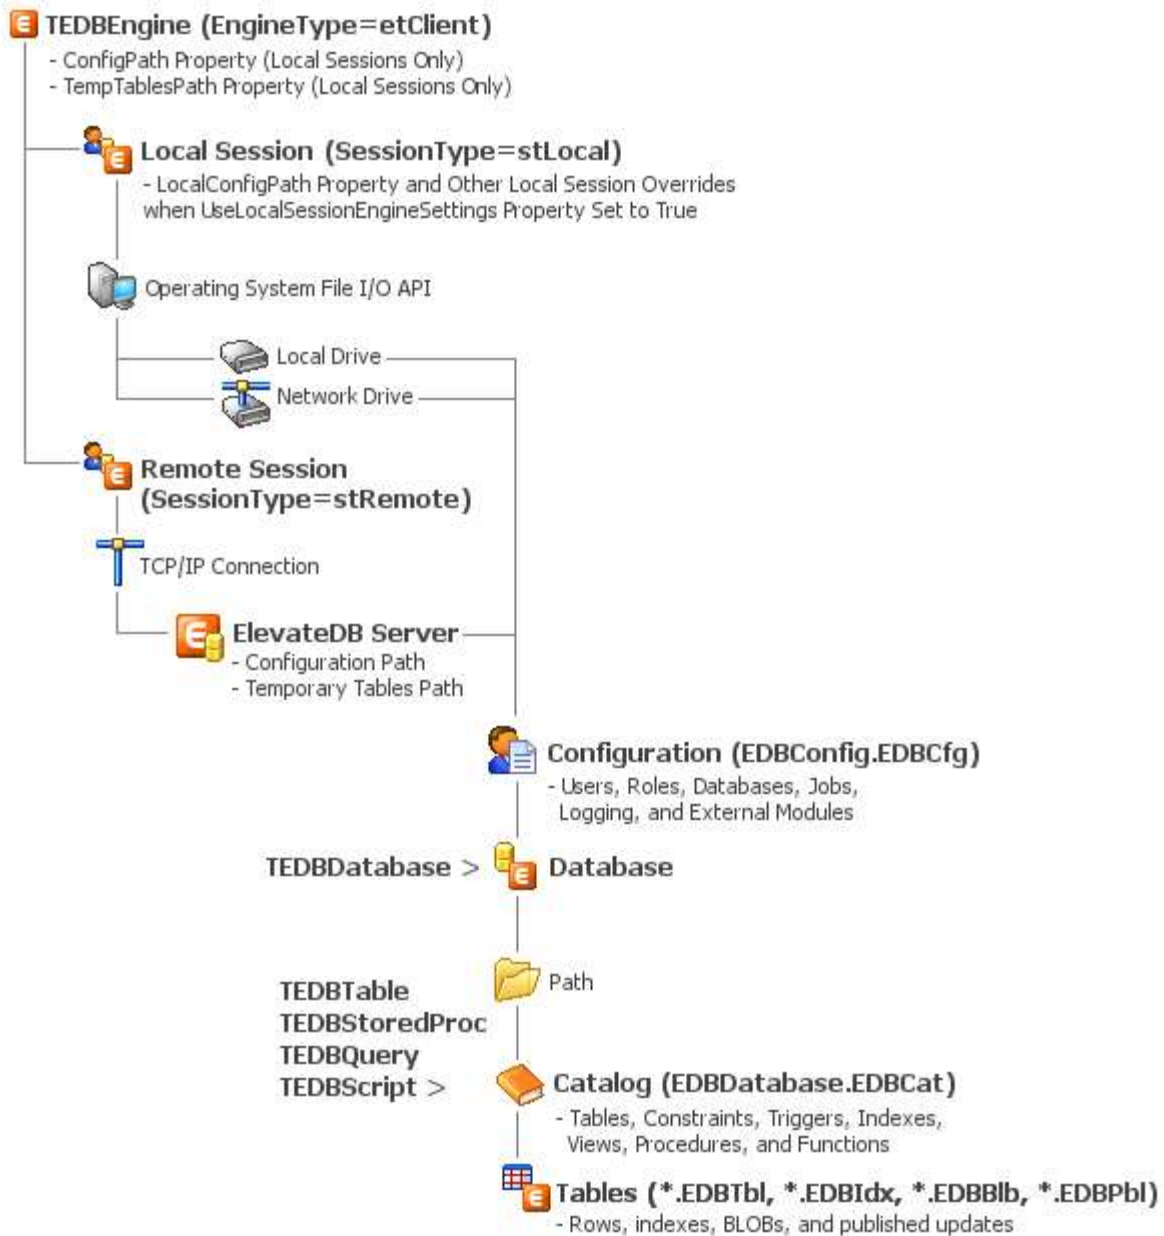 TEDBEngine (EngineType=etClient)
- ConfigPath Property (Local Sessions Only)
- TempTablesPath Property (Local Sessions Only)
Local Session (SessionType=stLocal)
- LocalConfigPath Property and Other Local Session Overrides
when UseLocalSessionEngineSettings Property Set to True
Operating System File I/O API
Local Drive
Network Drive
Remote Session
(SessionType=stRemote)
TCP/IP Connection
ElevateDB Server
- Configuration Path
- Temporary Tables Path
Configuration (EDBConfig.EDBCfg)
- Users, Roles, Databases, Jobs,
Logging, and External Modules
TEDBDatabase >
Database
Path
TEDBTable
TEDBStoredProc
TEDBQuery
TEDBScript >
Catalog (EDBDatabase.EDBCat)
- Tables, Constraints, Triggers, Indexes,
Views, Procedures, and Functions
Tables (*.EDBTbl, *.EDBIdx, *.EDBBlb, *.EDBPbl)
- Rows, indexes, BLOBs, and published updates